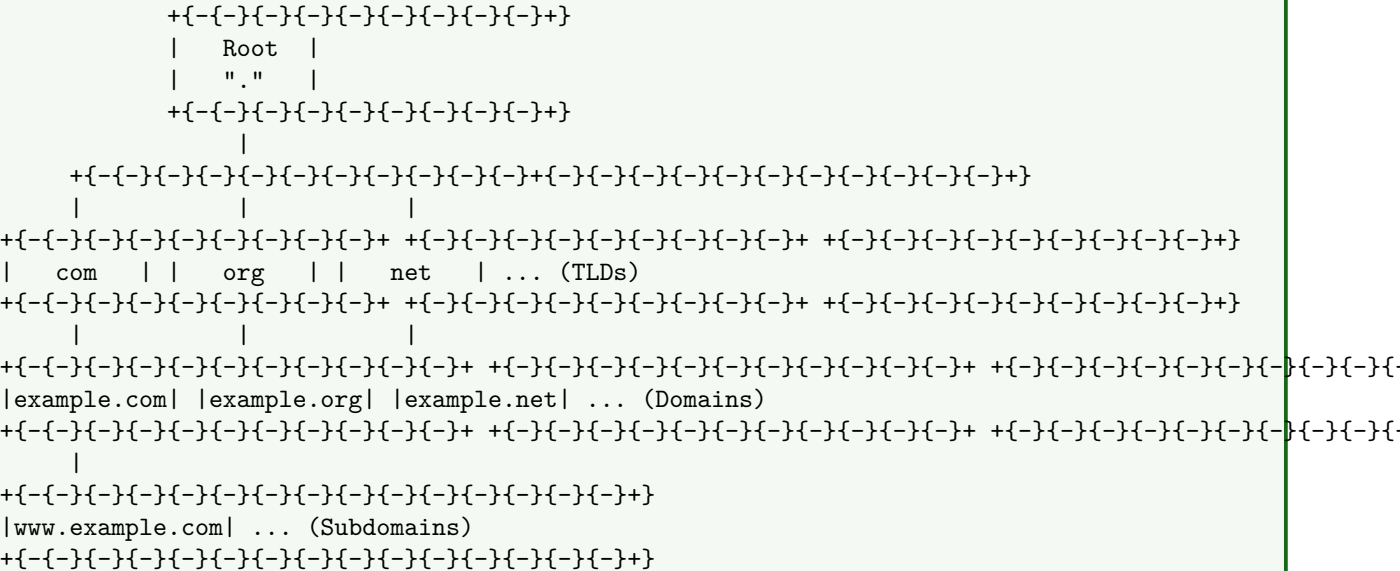 +{-{-}{-}{-}{-}{-}{-}{-}{-}+}
|   Root  |
|   "."   |
+{-{-}{-}{-}{-}{-}{-}{-}{-}+}
|
+{-{-}{-}{-}{-}{-}{-}{-}{-}{-}{-}+{-}{-}{-}{-}{-}{-}{-}{-}{-}{-}{-}+}
|           |           |
+{-{-}{-}{-}{-}{-}{-}{-}{-}+ +{-}{-}{-}{-}{-}{-}{-}{-}{-}+ +{-}{-}{-}{-}{-}{-}{-}{-}{-}+}
|   com   | |   org   | |   net   | ... (TLDs)
+{-{-}{-}{-}{-}{-}{-}{-}{-}+ +{-}{-}{-}{-}{-}{-}{-}{-}{-}+ +{-}{-}{-}{-}{-}{-}{-}{-}{-}+}
|           |           |
+{-{-}{-}{-}{-}{-}{-}{-}{-}{-}{-}+ +{-}{-}{-}{-}{-}{-}{-}{-}{-}{-}{-}+ +{-}{-}{-}{-}{-}{-}{-}{-}{-}{-
|example.com| |example.org| |example.net| ... (Domains)
+{-{-}{-}{-}{-}{-}{-}{-}{-}{-}{-}+ +{-}{-}{-}{-}{-}{-}{-}{-}{-}{-}{-}+ +{-}{-}{-}{-}{-}{-}{-}{-}{-}{-
|
+{-{-}{-}{-}{-}{-}{-}{-}{-}{-}{-}{-}{-}{-}{-}+}
|www.example.com| ... (Subdomains)
+{-{-}{-}{-}{-}{-}{-}{-}{-}{-}{-}{-}{-}{-}{-}+}